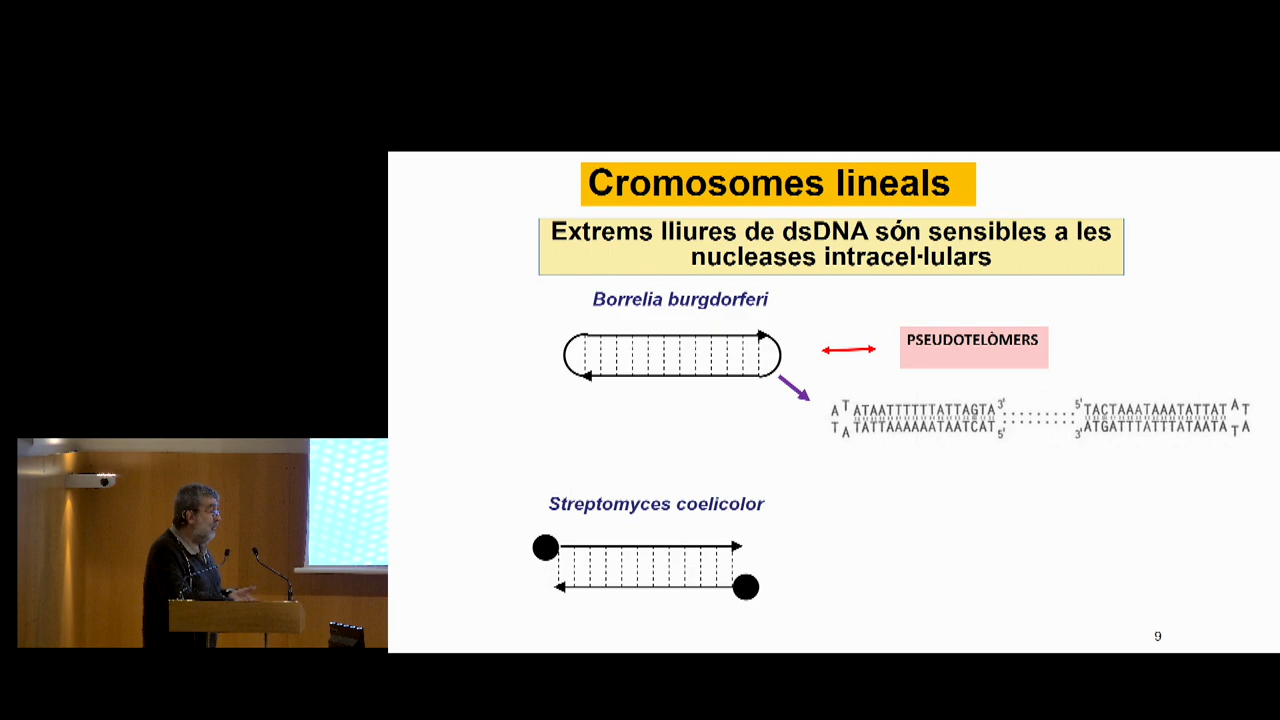 Cromosomes lineals
Extrems lliures de dsDNA són sensibles a les
nucleases intracel·lulars
Borrelia burgdorferi
PSEUDOTELÒMERS
A T ATAATTTTTTATTAGTA 3' 5' TACTAAATAAATATTAT A T
T A TATTAAAAAATAATCAT 5' 3' ATGATTTATTTATAATA T A
Streptomyces coelicolor
9